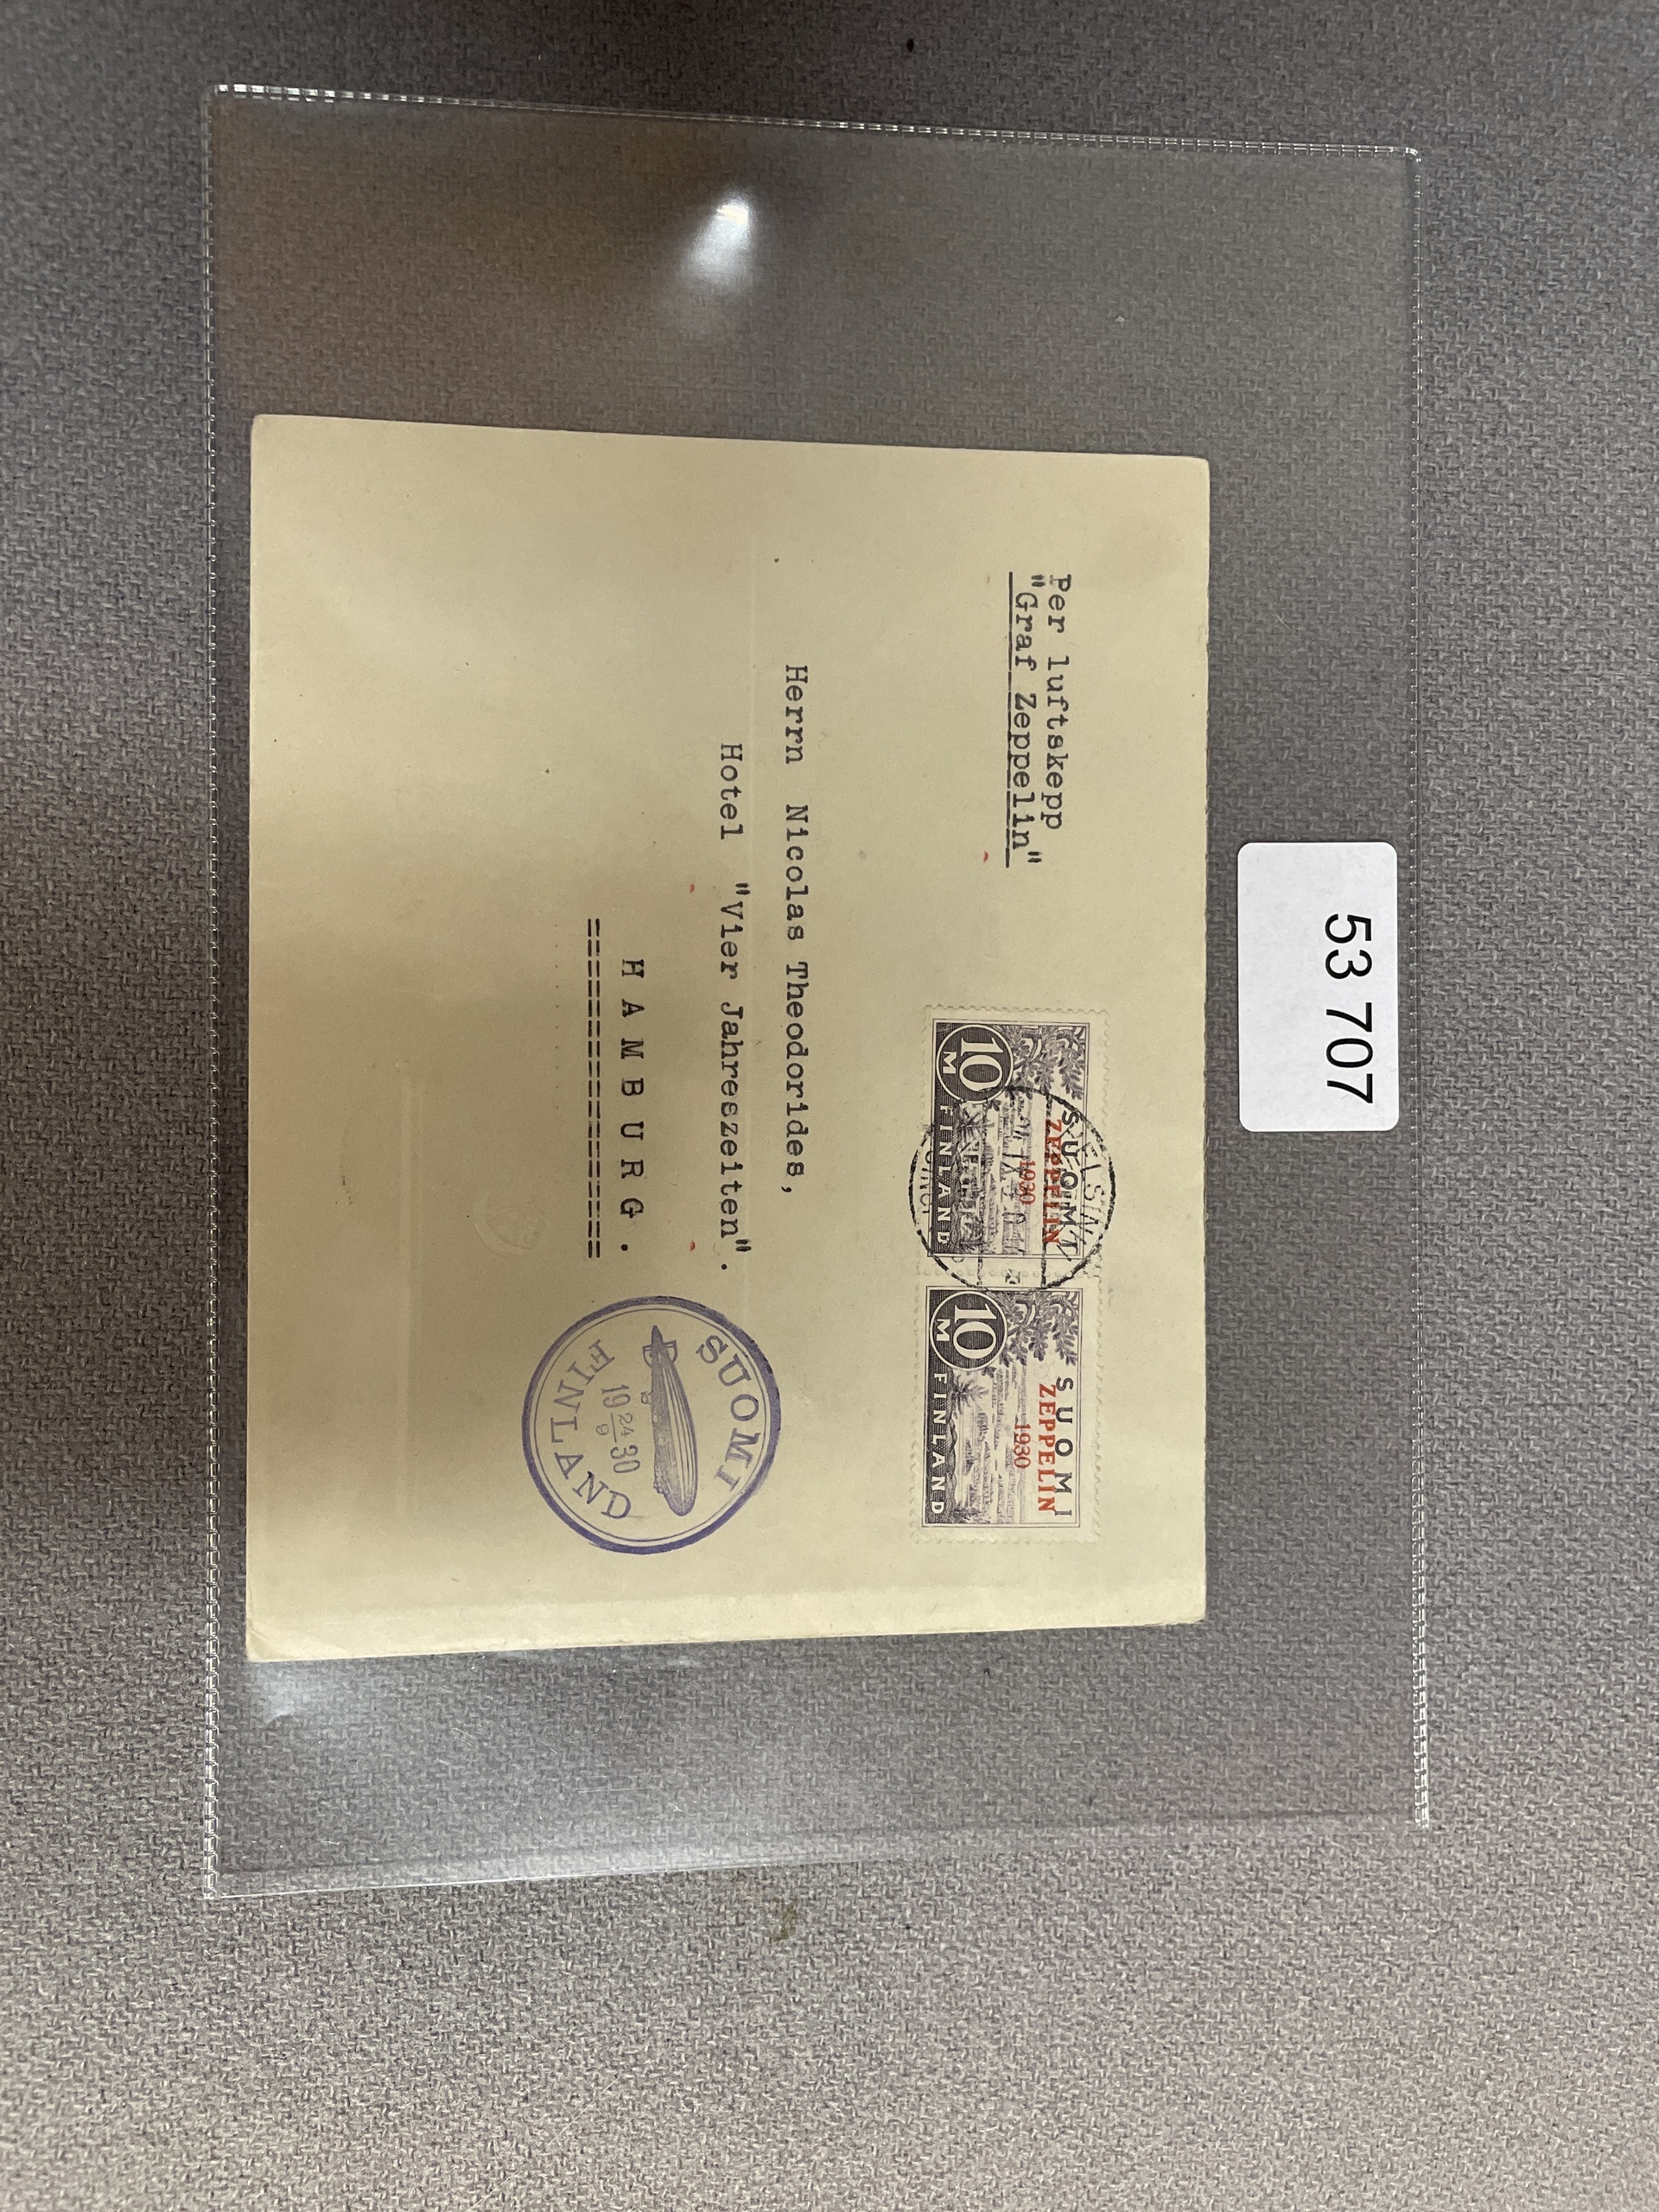 53 707
Per luftskepp
"Graf Zeppelin"
SUOMI
ZEPPELIN
1930
10
M
FINLAND
SUOMI
ZEPPELIN
1930
10
M
FINLAND
Herrn Nicolas Theodorides,
Hotel "Vier Jahreszeiten".
HAMBURG.
SUOMI
19 24/9 30
FINLAND